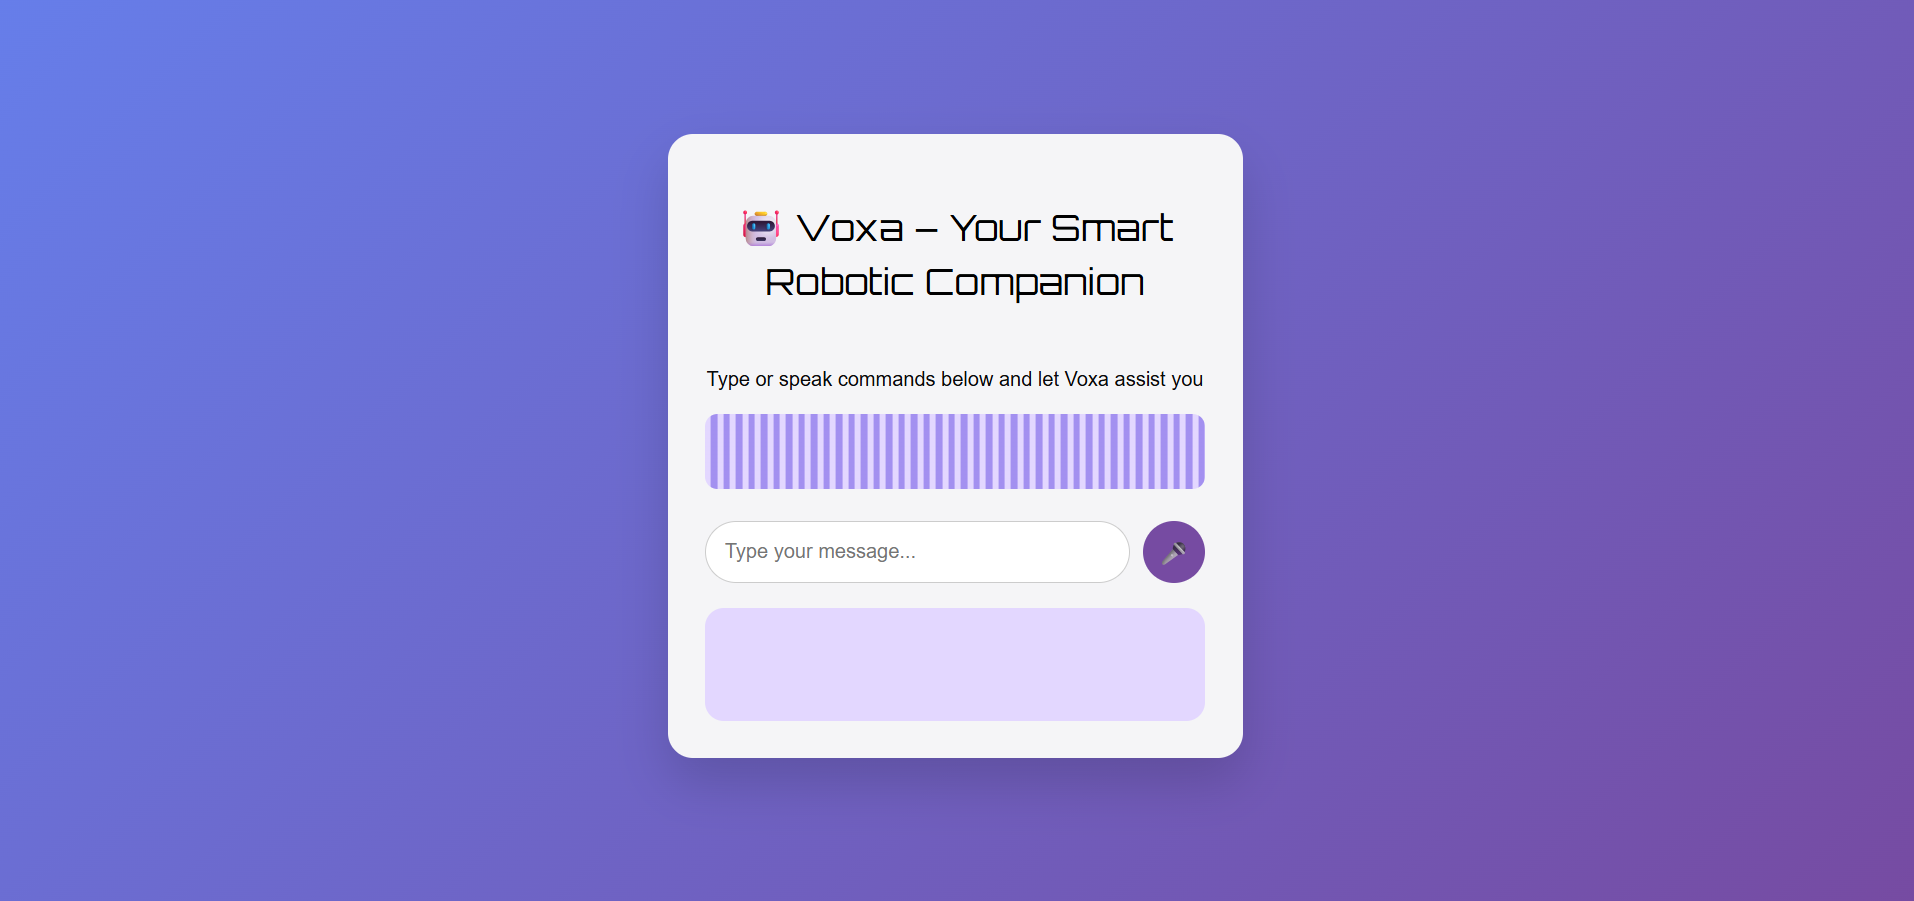 🤖 Voxa – Your Smart
Robotic Companion
Type or speak commands below and let Voxa assist you
Type your message...